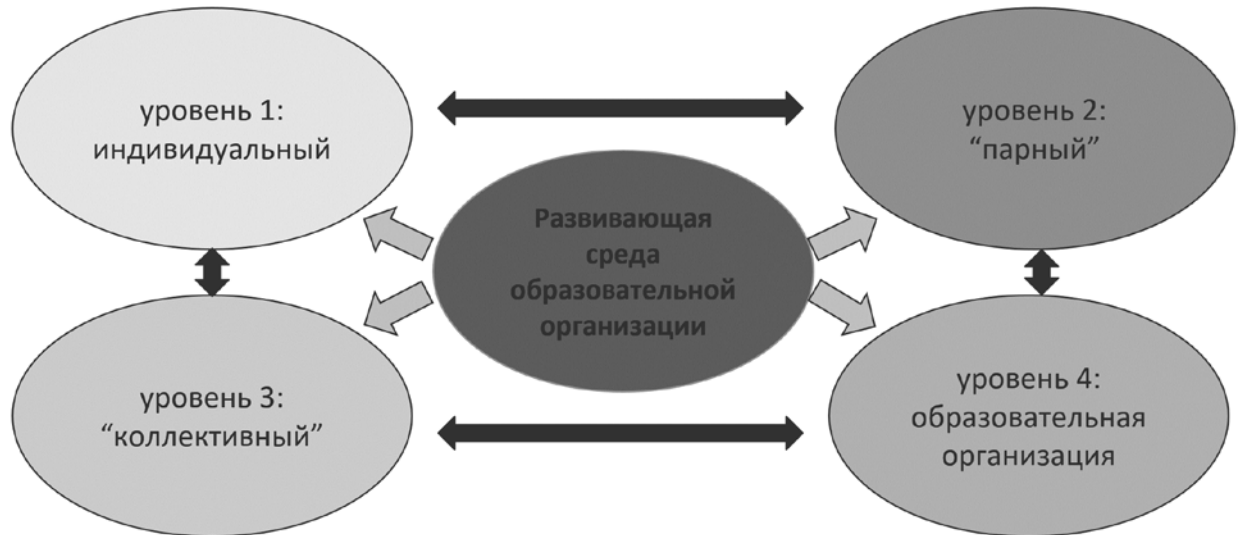 уровень 1:
индивидуальный
уровень 2:
“парный”
Развивающая
среда
образовательной
организации
уровень 3:
“коллективный”
уровень 4:
образовательная
организация